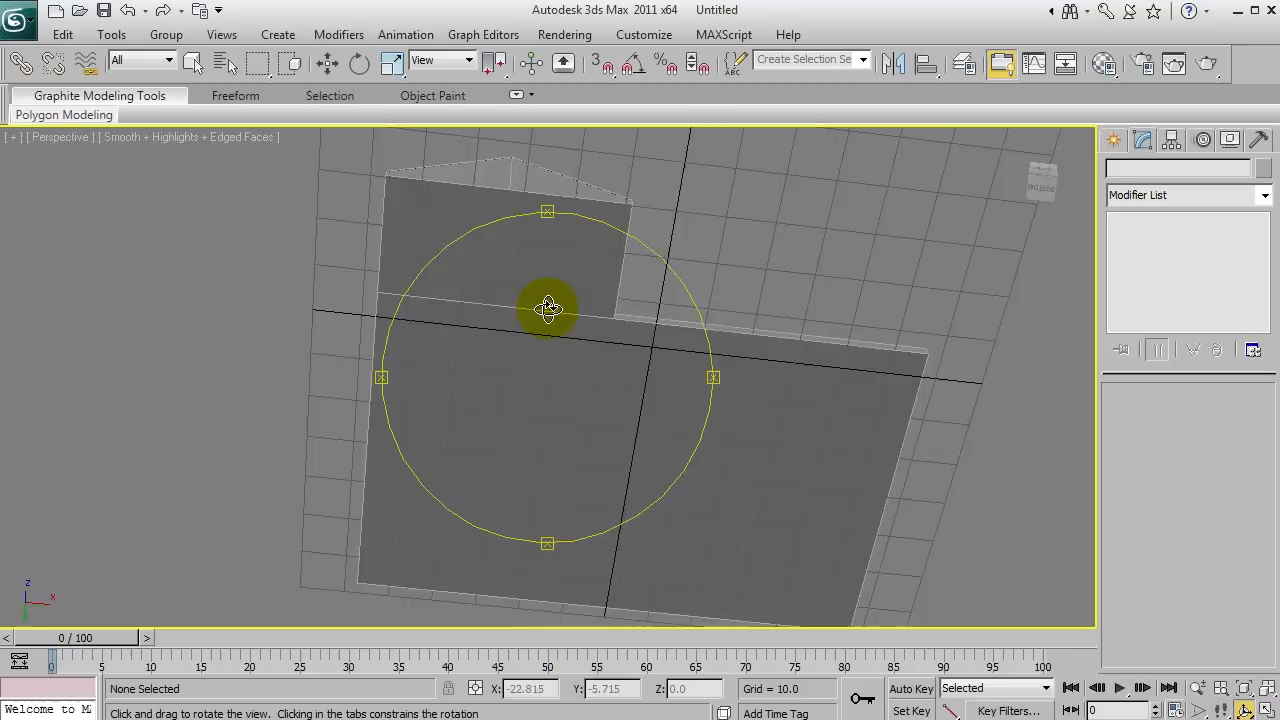 Autodesk 3ds Max 2011 x64 Untitled
Edit Tools Group Views Create Modifiers Animation Graph Editors Rendering Customize MAXScript Help
All View 3 Create Selection Se
Graphite Modeling Tools Freeform Selection Object Paint
Polygon Modeling
[ + ] [ Perspective ] [ Smooth + Highlights + Edged Faces ]
Modifier List
BOTTOM
z
x
0 / 100
0 5 10 15 20 25 30 35 40 45 50 55 60 65 70 75 80 85 90 95 100
None Selected X: -22.815 Y: -5.715 Z: 0.0 Grid = 10.0 Auto Key Selected
Welcome to M Click and drag to rotate the view. Clicking in the tabs constrains the rotation Add Time Tag Set Key Key Filters... 0